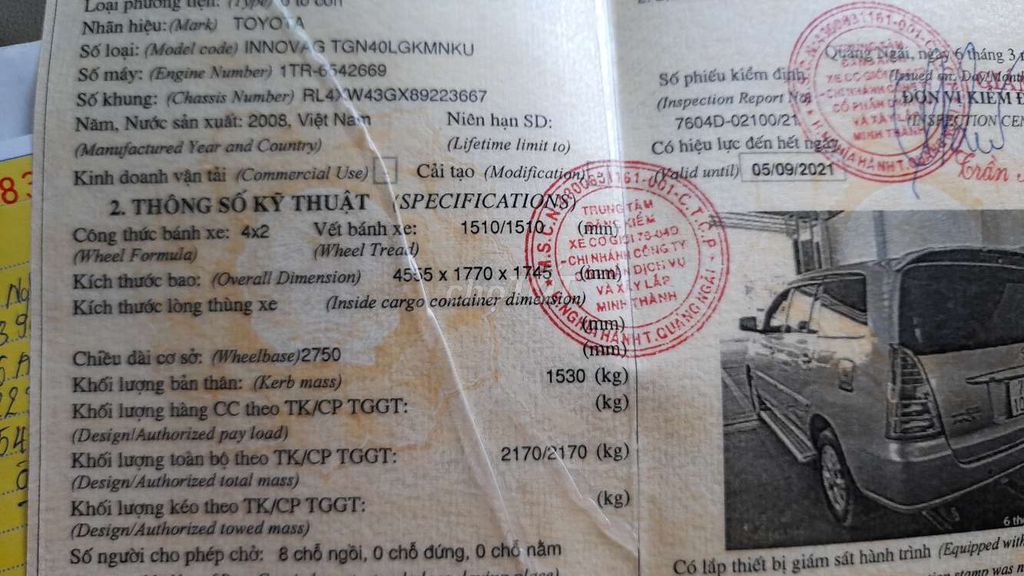 Loại phương tiện: (Type) ô tô con
Nhãn hiệu: (Mark) TOYOTA
Số loại: (Model code) INNOVAG TGN40LGKMNKU
Số máy: (Engine Number) 1TR-6542669
Số khung: (Chassis Number) RL4XW43GX89223667
Năm, Nước sản xuất: 2008, Việt Nam
Niên hạn SD:
(Manufactured Year and Country)
(Lifetime limit to)
Kinh doanh vận tải (Commercial Use)
Cải tạo (Modification)
2. THÔNG SỐ KỸ THUẬT (SPECIFICATIONS)
Công thức bánh xe: 4x2
Vết bánh xe: 1510/1510 (mm)
(Wheel Formula)
(Wheel Tread)
Kích thước bao: (Overall Dimension) 4555 x 1770 x 1745 (mm)
Kích thước lòng thùng xe (Inside cargo container dimension)
(mm)
Chiều dài cơ sở: (Wheelbase) 2750 (mm)
Khối lượng bản thân: (Kerb mass) 1530 (kg)
Khối lượng hàng CC theo TK/CP TGGT: (kg)
(Design/Authorized pay load)
Khối lượng toàn bộ theo TK/CP TGGT: 2170/2170 (kg)
(Design/Authorized total mass)
Khối lượng kéo theo TK/CP TGGT: (kg)
(Design/Authorized towed mass)
Số người cho phép chở: 8 chỗ ngồi, 0 chỗ đứng, 0 chỗ nằm
Quảng Ngãi, ngày 6 tháng 3
(Issued on, Day/Month
Số phiếu kiểm định
(Inspection Report No)
ĐƠN VỊ KIỂM Đ
7604D-02100/21
INSPECTION CEN
Có hiệu lực đến hết ngày
(Valid until) 05/09/2021
Trần
TRUNG TÂM
ĐĂNG KIỂM
XE CƠ GIỚI 76-04D
CHI NHÁNH CÔNG TY
DỊCH VỤ
VÀ XÂY LẮP
MINH THÀNH
Có lắp thiết bị giám sát hành trình (Equipped with